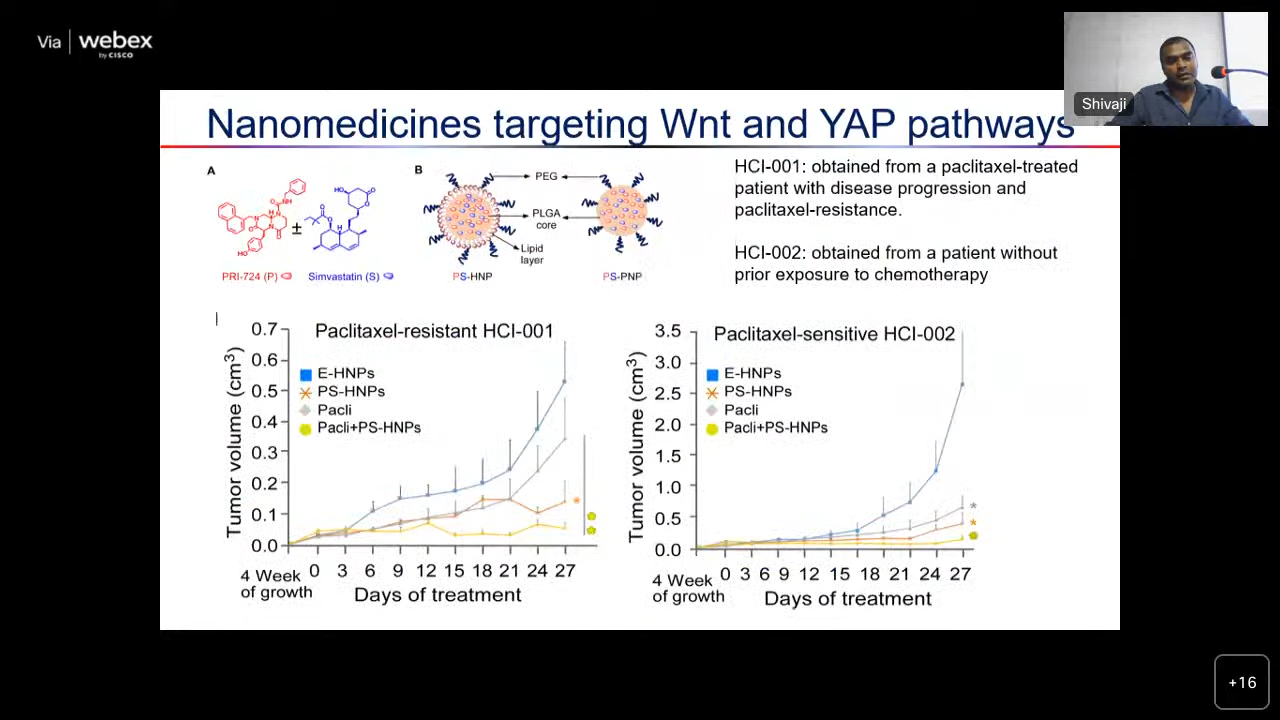 Via webex
by CISCO
Shivaji
Nanomedicines targeting Wnt and YAP pathways
A
PRI-724 (P)
±
Simvastatin (S)
B
PEG
PLGA
core
Lipid
layer
PS-HNP
PS-PNP
HCI-001: obtained from a paclitaxel-treated
patient with disease progression and
paclitaxel-resistance.
HCI-002: obtained from a patient without
prior exposure to chemotherapy
Paclitaxel-resistant HCI-001
Tumor volume (cm³)
0.7
0.6
0.5
0.4
0.3
0.2
0.1
0.0
E-HNPs
PS-HNPs
Pacli
Pacli+PS-HNPs
4 Week
of growth
0 3 6 9 12 15 18 21 24 27
Days of treatment
Paclitaxel-sensitive HCI-002
Tumor volume (cm³)
3.5
3.0
2.5
2.0
1.5
1.0
0.5
0.0
E-HNPs
PS-HNPs
Pacli
Pacli+PS-HNPs
4 Week
of growth
0 3 6 9 12 15 18 21 24 27
Days of treatment
+16